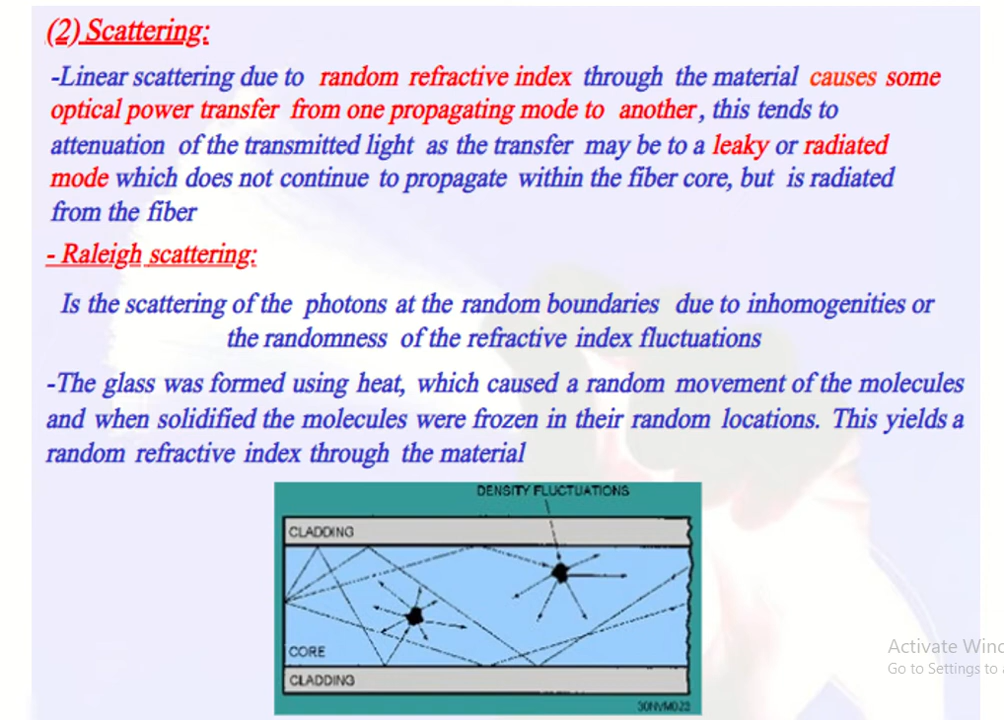 (2) Scattering:
-Linear scattering due to random refractive index through the material causes some
optical power transfer from one propagating mode to another, this tends to
attenuation of the transmitted light as the transfer may be to a leaky or radiated
mode which does not continue to propagate within the fiber core, but is radiated
from the fiber
- Raleigh scattering:
Is the scattering of the photons at the random boundaries due to inhomogenities or
the randomness of the refractive index fluctuations
-The glass was formed using heat, which caused a random movement of the molecules
and when solidified the molecules were frozen in their random locations. This yields a
random refractive index through the material
DENSITY FLUCTUATIONS
CLADDING
CORE
CLADDING
Activate Winc
Go to Settings to